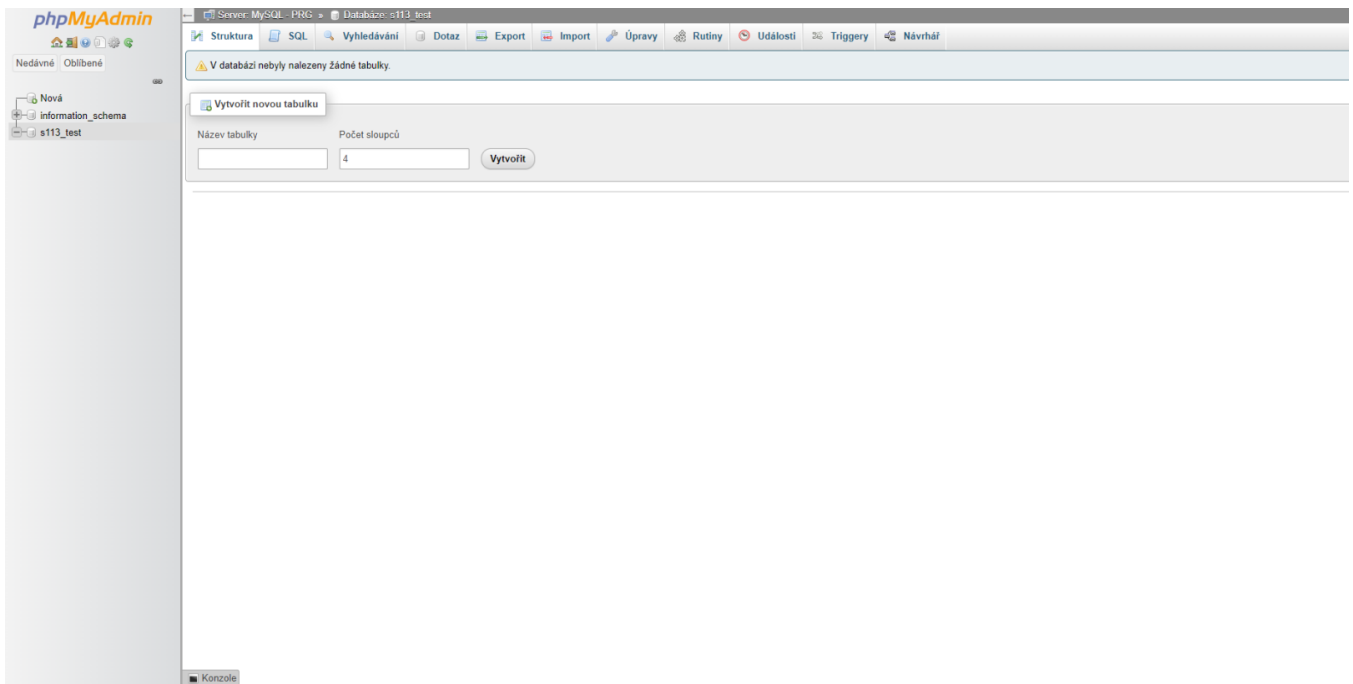 phpMyAdmin
Nedávné Oblíbené
Nová
information_schema
s113_test
Server: MySQL - PRG » Databáze: s113_test
Struktura SQL Vyhledávání Dotaz Export Import Úpravy Rutiny Události Triggery Návrhář
V databázi nebyly nalezeny žádné tabulky.
Vytvořit novou tabulku
Název tabulky Počet sloupců
4 Vytvořit
Konzole